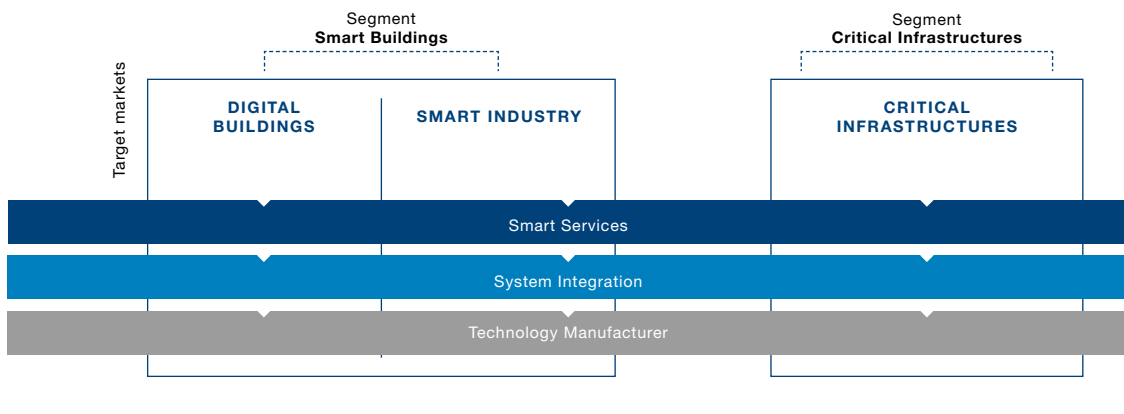 Segment
Smart Buildings
Segment
Critical Infrastructures
Target markets
DIGITAL
BUILDINGS
SMART INDUSTRY
CRITICAL
INFRASTRUCTURES
Smart Services
System Integration
Technology Manufacturer